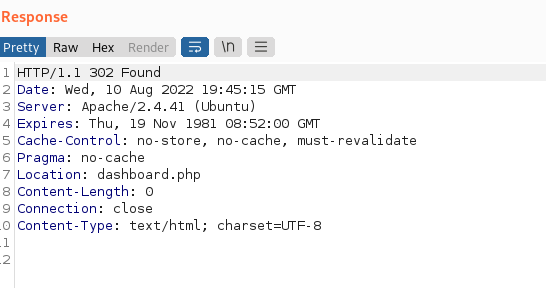 Response
Pretty Raw Hex Render \n
1 HTTP/1.1 302 Found
2 Date: Wed, 10 Aug 2022 19:45:15 GMT
3 Server: Apache/2.4.41 (Ubuntu)
4 Expires: Thu, 19 Nov 1981 08:52:00 GMT
5 Cache-Control: no-store, no-cache, must-revalidate
6 Pragma: no-cache
7 Location: dashboard.php
8 Content-Length: 0
9 Connection: close
10 Content-Type: text/html; charset=UTF-8
11
12